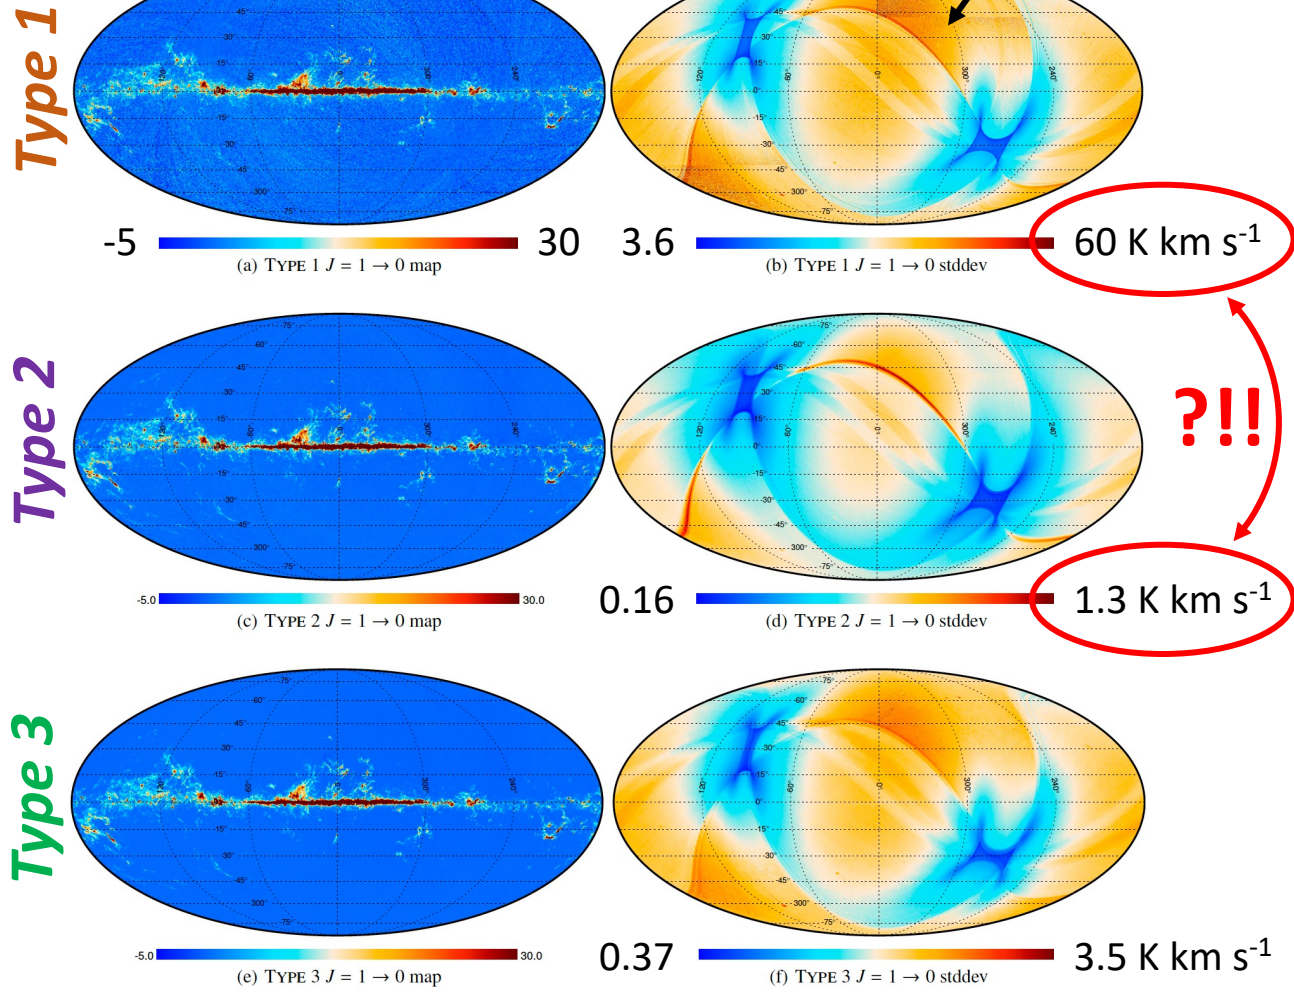 Type 1
-5
30
3.6
60 K km s-1
(a) TYPE 1 J = 1 → 0 map
(b) TYPE 1 J = 1 → 0 stddev
Type 2
?!!
-5.0
30.0
0.16
1.3 K km s-1
(c) TYPE 2 J = 1 → 0 map
(d) TYPE 2 J = 1 → 0 stddev
Type 3
-5.0
30.0
0.37
3.5 K km s-1
(e) TYPE 3 J = 1 → 0 map
(f) TYPE 3 J = 1 → 0 stddev